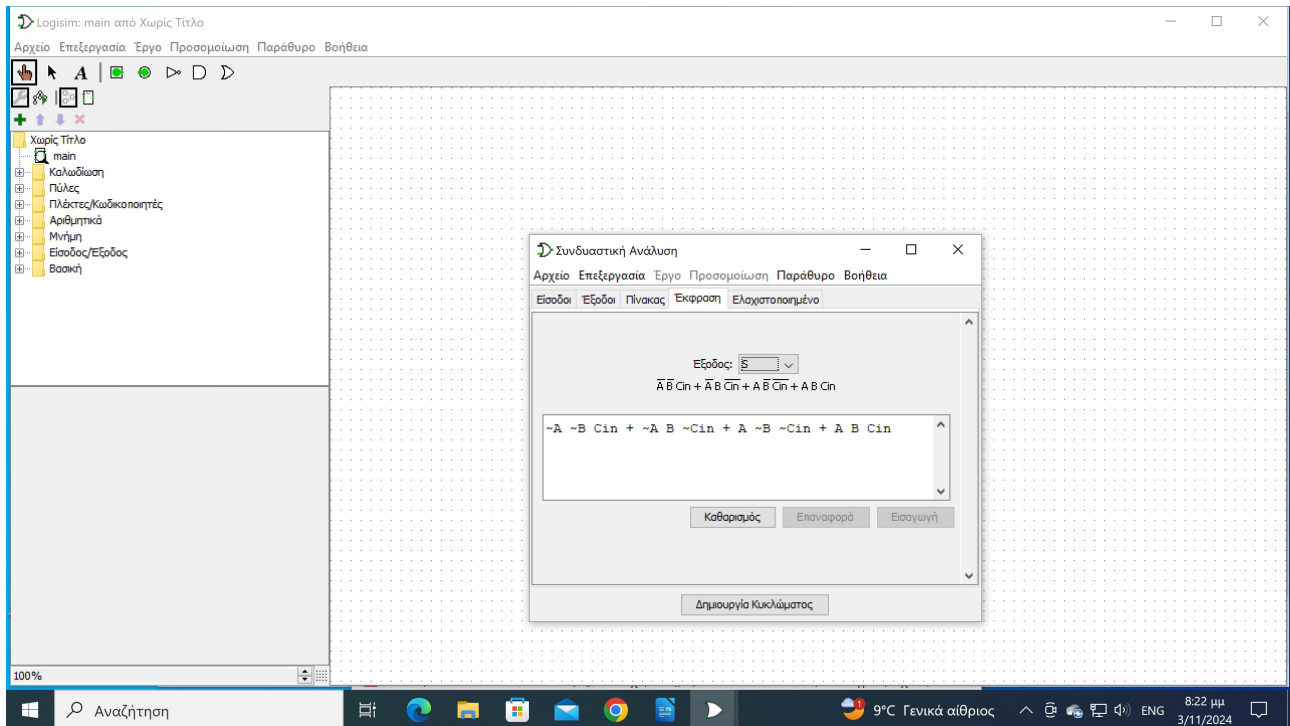 Logisim: main από Χωρίς Τίτλο
Αρχείο Επεξεργασία Έργο Προσομοίωση Παράθυρο Βοήθεια
A
Χωρίς Τίτλο
main
Καλωδίωση
Πύλες
Πλέκτες/Κωδικοποιητές
Αριθμητικά
Μνήμη
Είσοδος/Έξοδος
Βασική
Συνδυαστική Ανάλυση
Αρχείο Επεξεργασία Έργο Προσομοίωση Παράθυρο Βοήθεια
Είσοδοι Έξοδοι Πίνακας Έκφραση Ελαχιστοποιημένο
Έξοδος: S
A̅ B̅ Cin + A̅ B C̅i̅n̅ + A B̅ C̅i̅n̅ + A B Cin
~A ~B Cin + ~A B ~Cin + A ~B ~Cin + A B Cin
Καθαρισμός Επαναφορά Εισαγωγή
Δημιουργία Κυκλώματος
100%
Αναζήτηση
1
9°C Γενικά αίθριος
ENG
8:22 μμ
3/11/2024